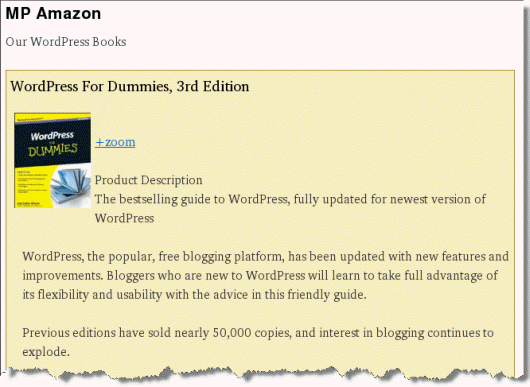 MP Amazon
Our WordPress Books
WordPress For Dummies, 3rd Edition
WordPress
FOR
DUMMIES
+zoom
Product Description
The bestselling guide to WordPress, fully updated for newest version of
WordPress
WordPress, the popular, free blogging platform, has been updated with new features and
improvements. Bloggers who are new to WordPress will learn to take full advantage of
its flexibility and usability with the advice in this friendly guide.
Previous editions have sold nearly 50,000 copies, and interest in blogging continues to
explode.